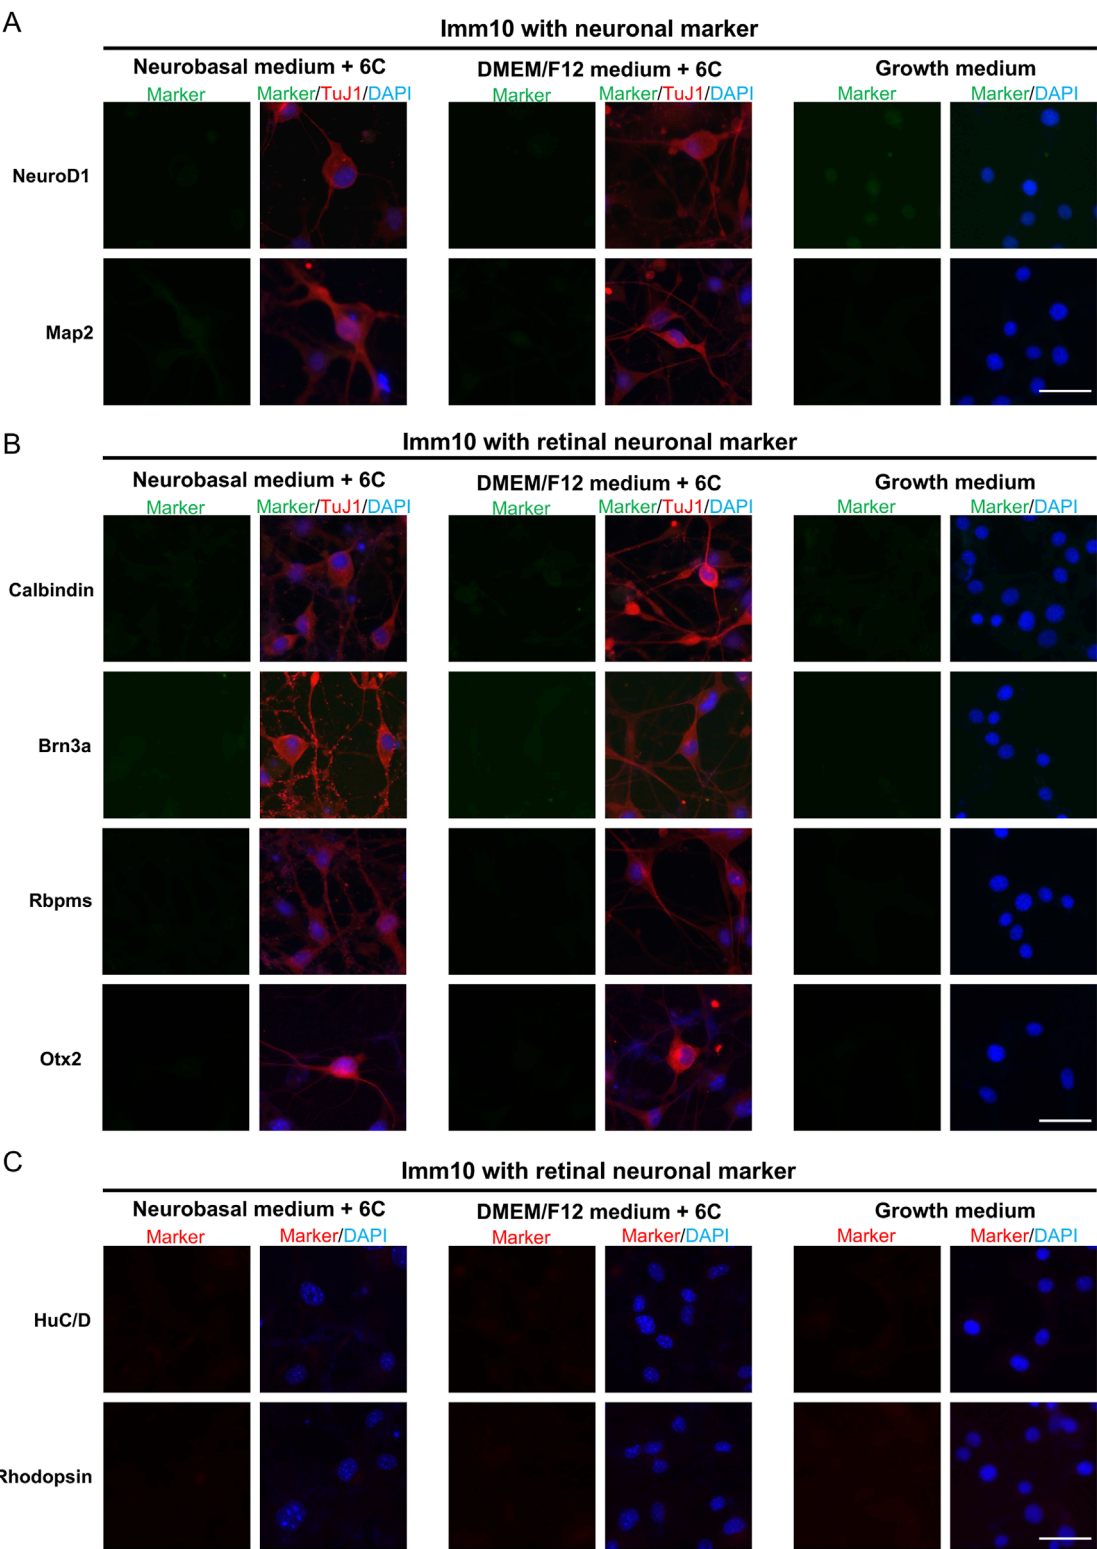 A
Imm10 with neuronal marker
Neurobasal medium + 6C DMEM/F12 medium + 6C Growth medium
Marker Marker/TuJ1/DAPI Marker Marker/TuJ1/DAPI Marker Marker/DAPI
NeuroD1
Map2
B
Imm10 with retinal neuronal marker
Neurobasal medium + 6C DMEM/F12 medium + 6C Growth medium
Marker Marker/TuJ1/DAPI Marker Marker/TuJ1/DAPI Marker Marker/DAPI
Calbindin
Brn3a
Rbpms
Otx2
C
Imm10 with retinal neuronal marker
Neurobasal medium + 6C DMEM/F12 medium + 6C Growth medium
Marker Marker/DAPI Marker Marker/DAPI Marker Marker/DAPI
HuC/D
Rhodopsin